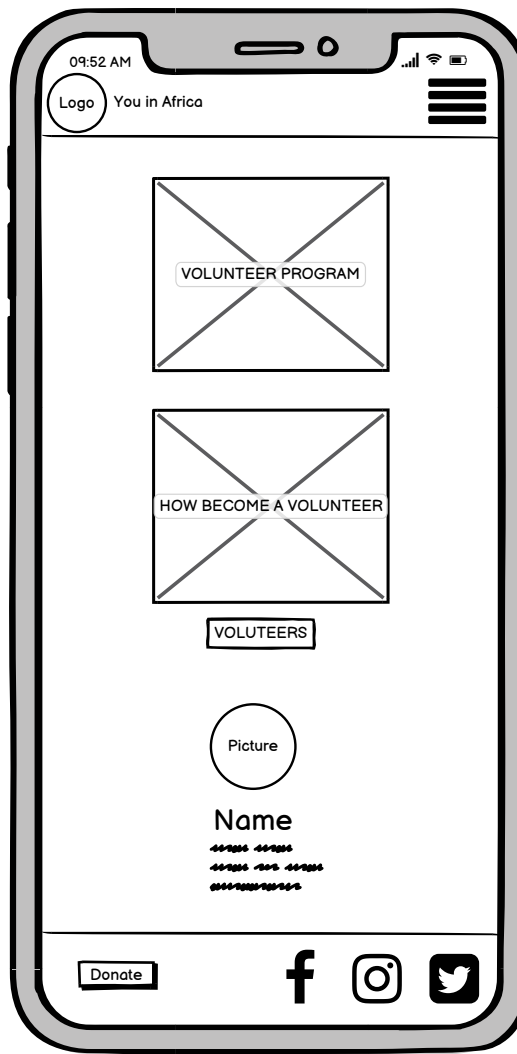 09:52 AM
Logo
You in Africa
VOLUNTEER PROGRAM
HOW BECOME A VOLUNTEER
VOLUTEERS
Picture
Name
Donate